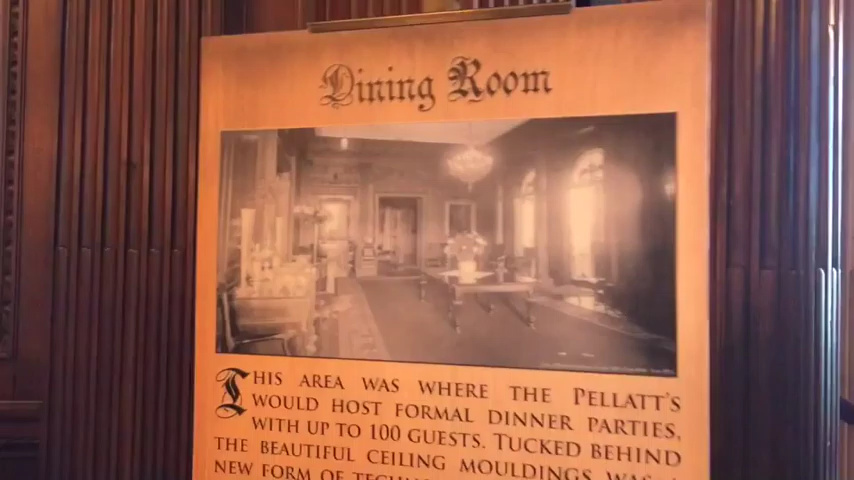 Dining Room
THIS AREA WAS WHERE THE PELLATT'S
WOULD HOST FORMAL DINNER PARTIES,
WITH UP TO 100 GUESTS. TUCKED BEHIND
THE BEAUTIFUL CEILING MOULDINGS WAS A
NEW FORM OF